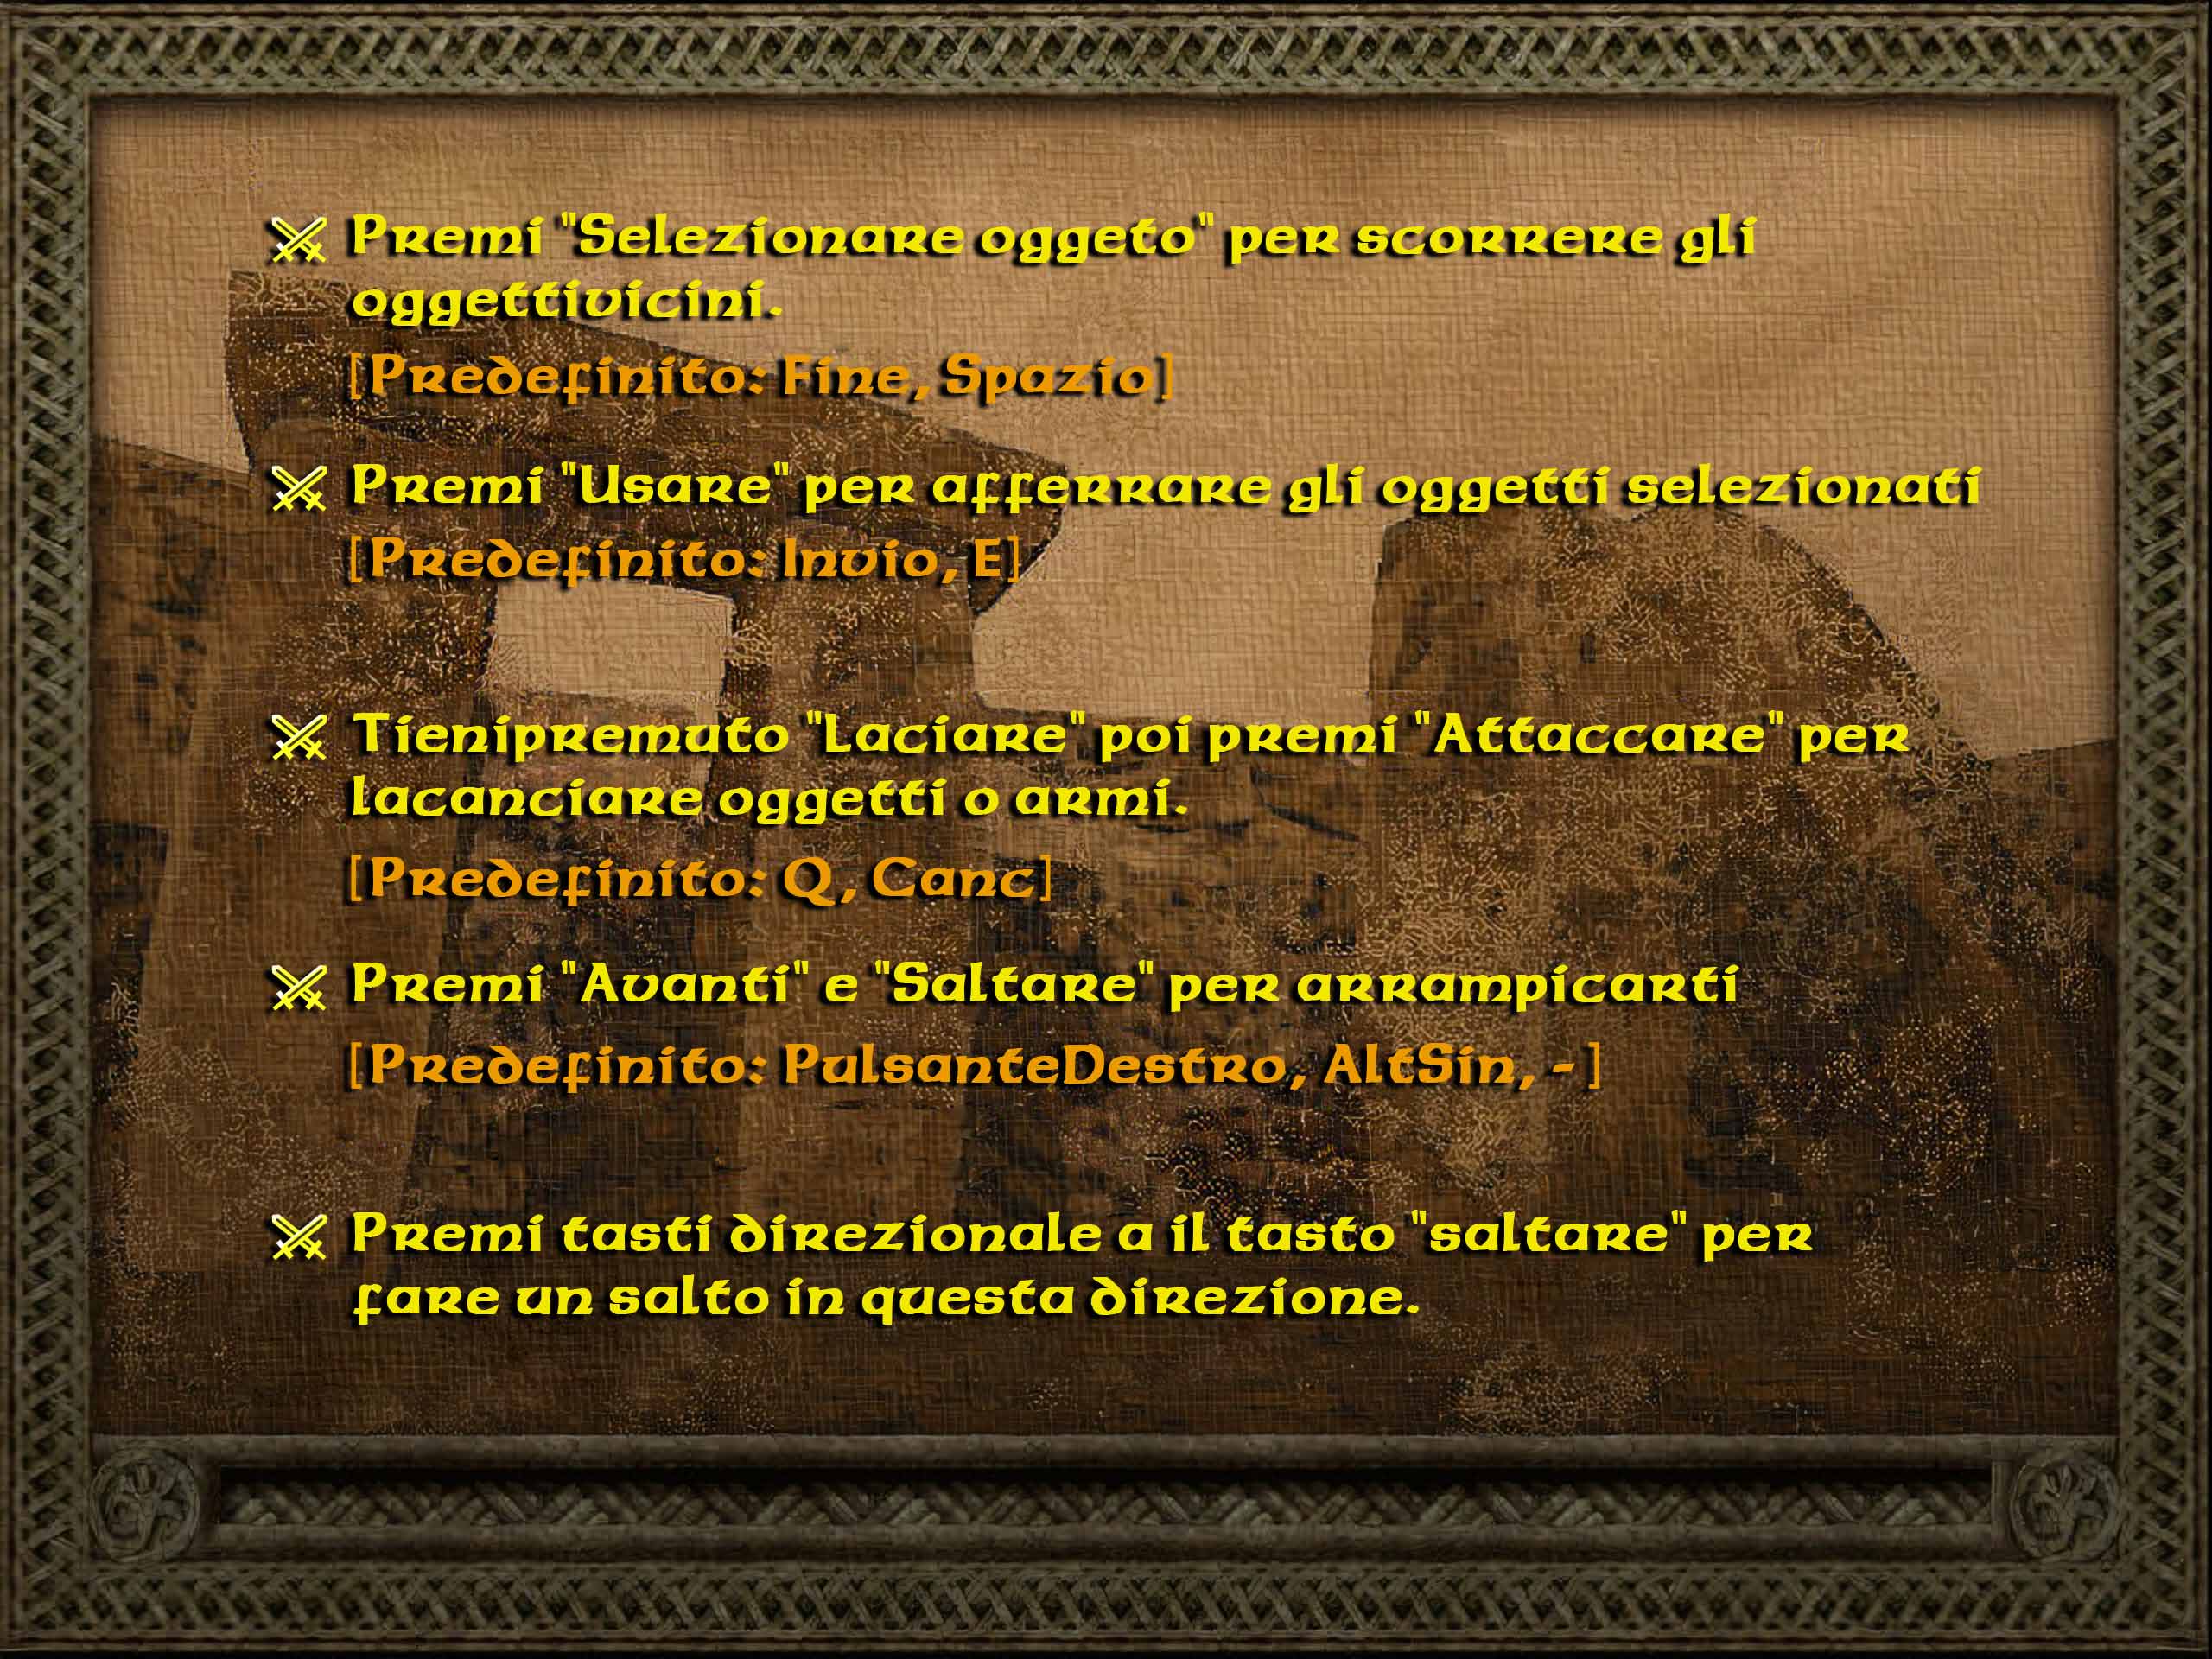 Premi "Selezionare oggeto" per scorrere gli
oggettivicini.
[Predefinito: Fine, Spazio]
Premi "Usare" per afferrare gli oggetti selezionati
[Predefinito: Invio, E]
Tienipremuto "Laciare" poi premi "Attaccare" per
lacanciare oggetti o armi.
[Predefinito: Q, Canc]
Premi "Avanti" e "Saltare" per arrampicarti
[Predefinito: PulsanteDestro, AltSin, - ]
Premi tasti direzionale a il tasto "saltare" per
fare un salto in questa direzione.